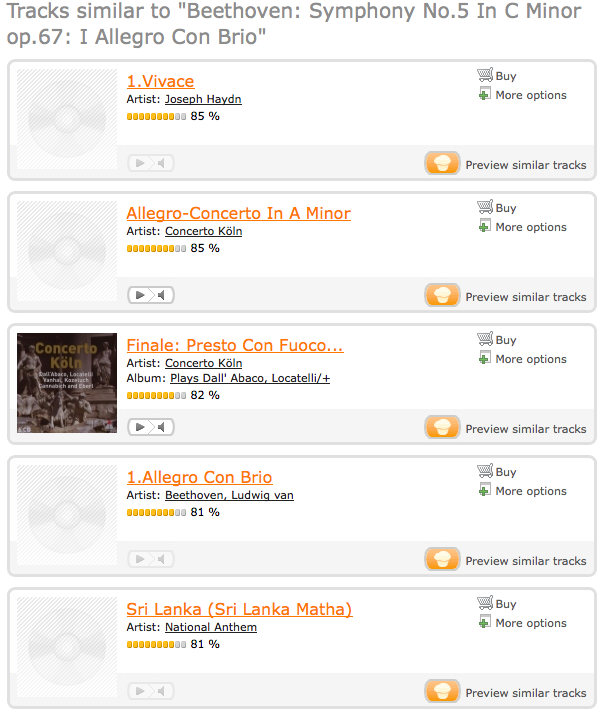 Tracks similar to "Beethoven: Symphony No.5 In C Minor
op.67: I Allegro Con Brio"
1.Vivace
Artist: Joseph Haydn
85 %
Buy
More options
Preview similar tracks
Allegro-Concerto In A Minor
Artist: Concerto Köln
85 %
Buy
More options
Preview similar tracks
Concerto
Köln
Dall'Abaco, Locatelli
Vanhal, Kozeluch
Cannabich and Eberl
Finale: Presto Con Fuoco...
Artist: Concerto Köln
Album: Plays Dall' Abaco, Locatelli/+
82 %
Buy
More options
Preview similar tracks
1.Allegro Con Brio
Artist: Beethoven, Ludwig van
81 %
Buy
More options
Preview similar tracks
Sri Lanka (Sri Lanka Matha)
Artist: National Anthem
81 %
Buy
More options
Preview similar tracks